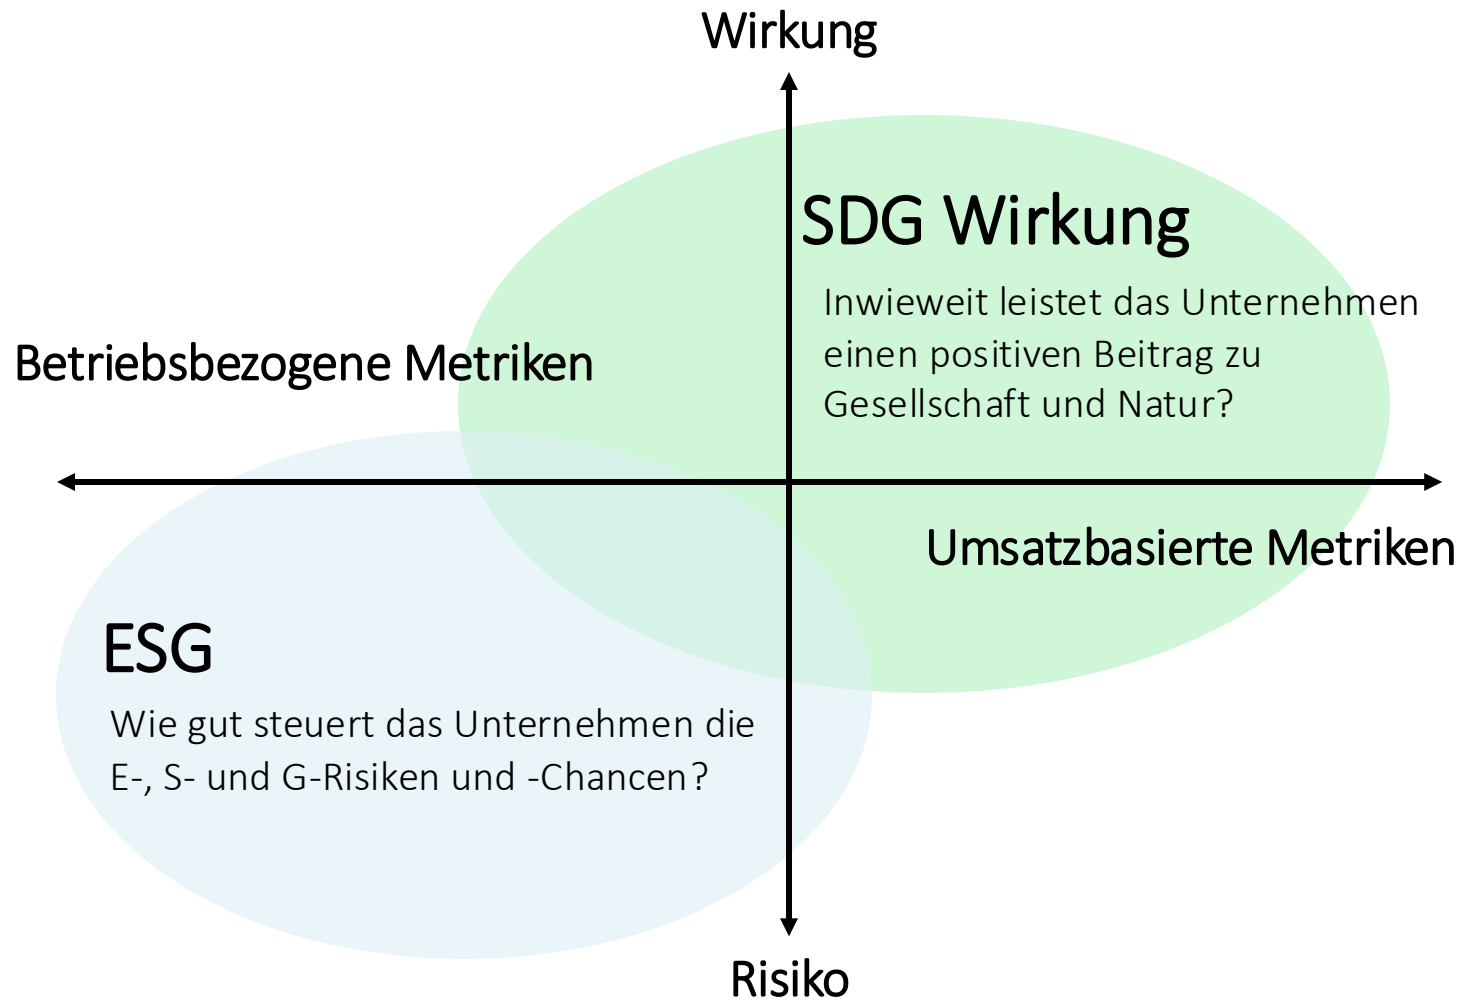 Wirkung
SDG Wirkung
Inwieweit leistet das Unternehmen
einen positiven Beitrag zu
Gesellschaft und Natur?
Betriebsbezogene Metriken
Umsatzbasierte Metriken
ESG
Wie gut steuert das Unternehmen die
E-, S- und G-Risiken und -Chancen?
Risiko